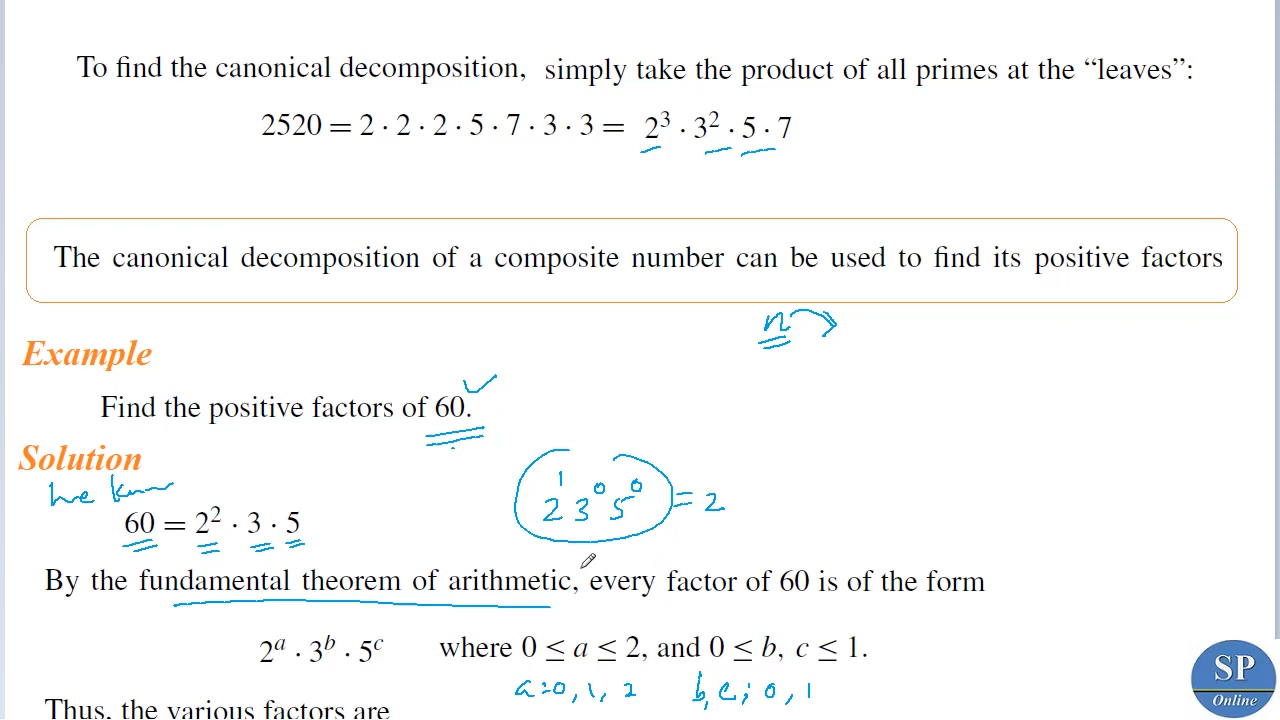 To find the canonical decomposition, simply take the product of all primes at the “leaves”:
2520 = 2 · 2 · 2 · 5 · 7 · 3 · 3 = 2³ · 3² · 5 · 7
The canonical decomposition of a composite number can be used to find its positive factors
n
Example
Find the positive factors of 60.
Solution
we know
2¹ 3⁰ 5⁰ = 2
60 = 2² · 3 · 5
By the fundamental theorem of arithmetic, every factor of 60 is of the form
2ᵃ · 3ᵇ · 5ᶜ where 0 ≤ a ≤ 2, and 0 ≤ b, c ≤ 1.
a=0, 1, 2 b, c; 0, 1
Thus, the various factors are
SP
Online